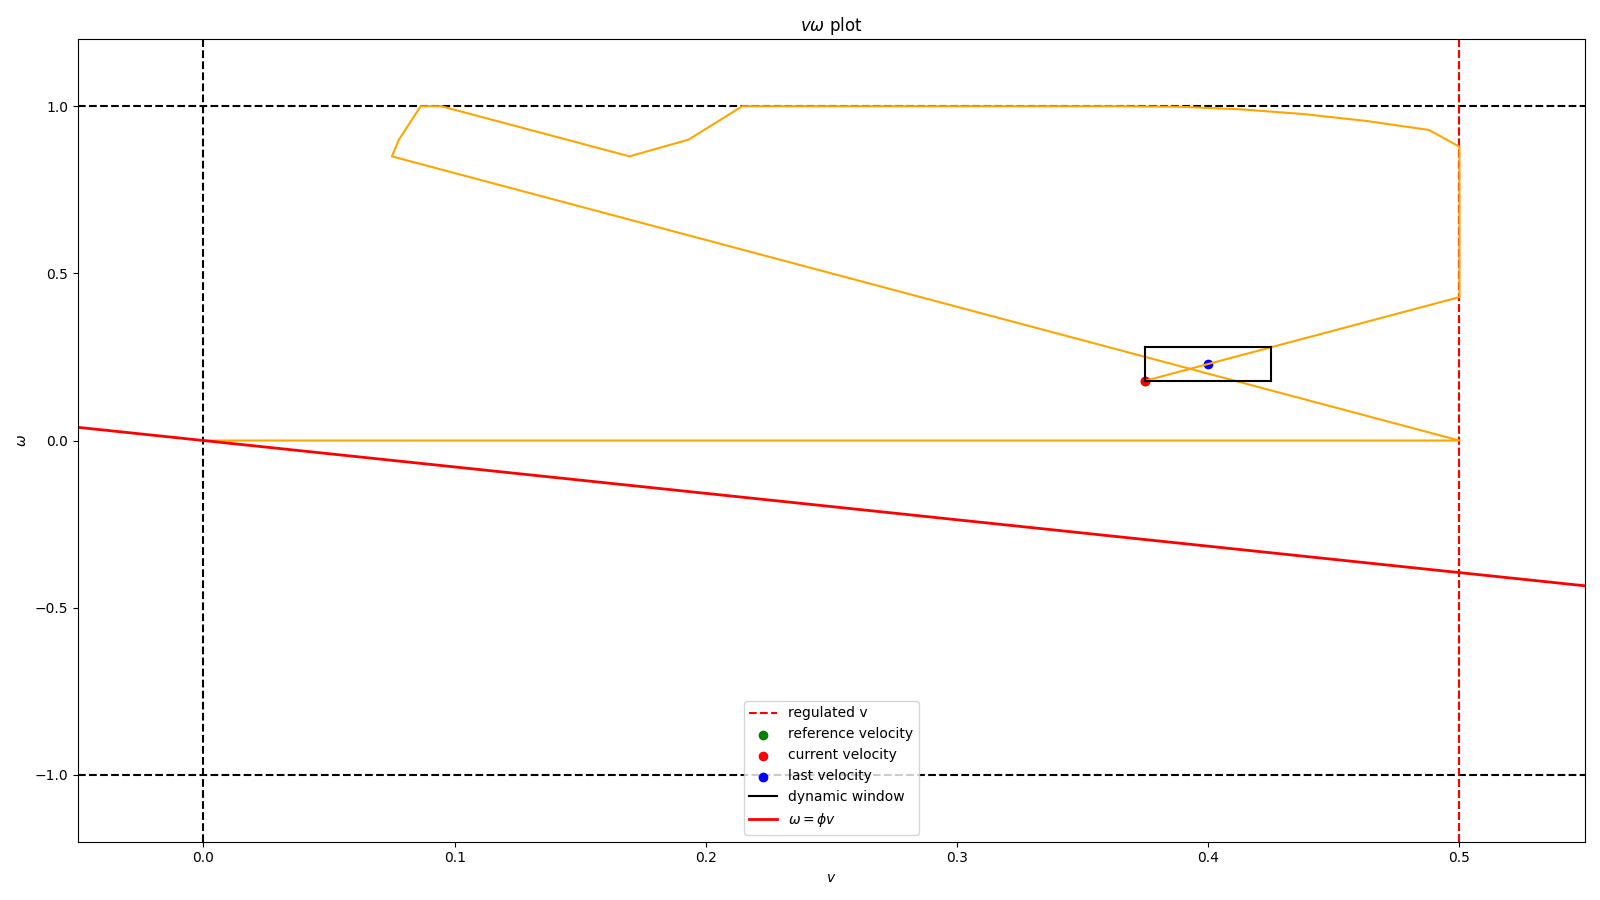 vω plot
1.0
0.5
0.0
−0.5
−1.0
ω
0.0 0.1 0.2 0.3 0.4 0.5
v
regulated v
reference velocity
current velocity
last velocity
dynamic window
ω = ϕv